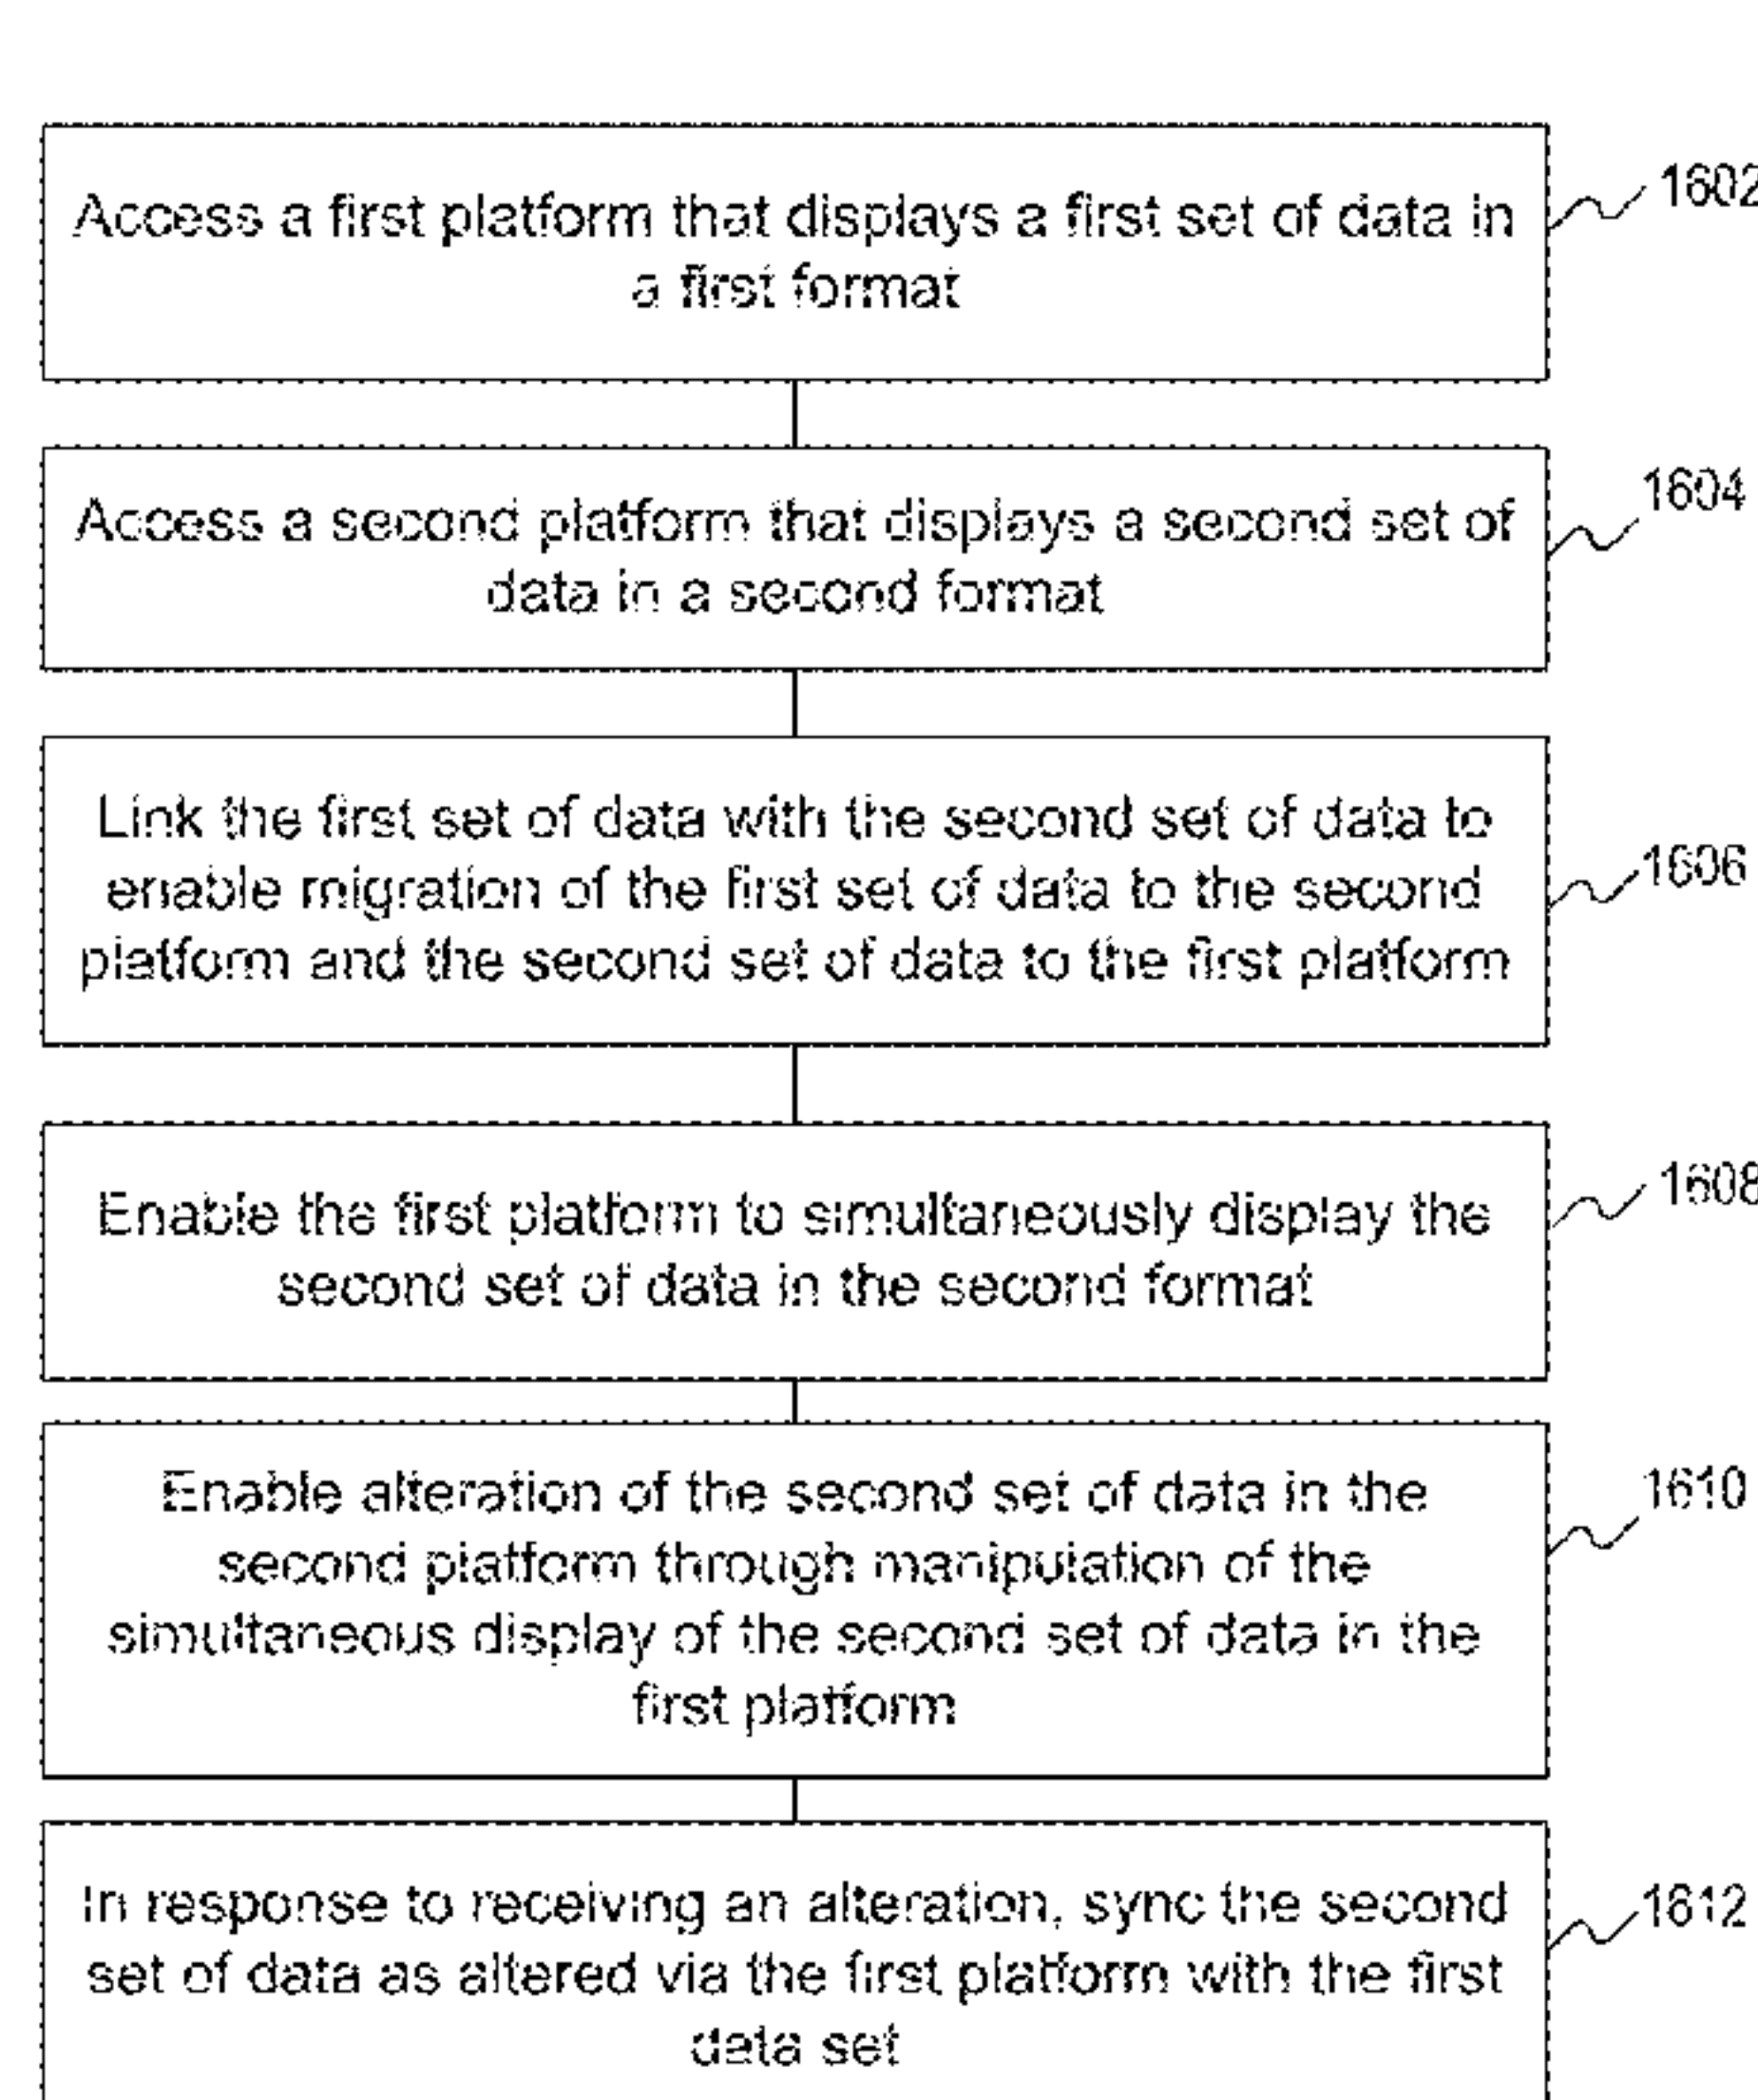 Access a first platform that displays a first set of data in
a first format
1602
Access a second platform that displays a second set of
data in a second format
1604
Link the first set of data with the second set of data to
enable migration of the first set of data to the second
platform and the second set of data to the first platform
1606
Enable the first platform to simultaneously display the
second set of data in the second format
1608
Enable alteration of the second set of data in the
second platform through manipulation of the
simultaneous display of the second set of data in the
first platform
1610
In response to receiving an alteration, sync the second
set of data as altered via the first platform with the first
data set
1612